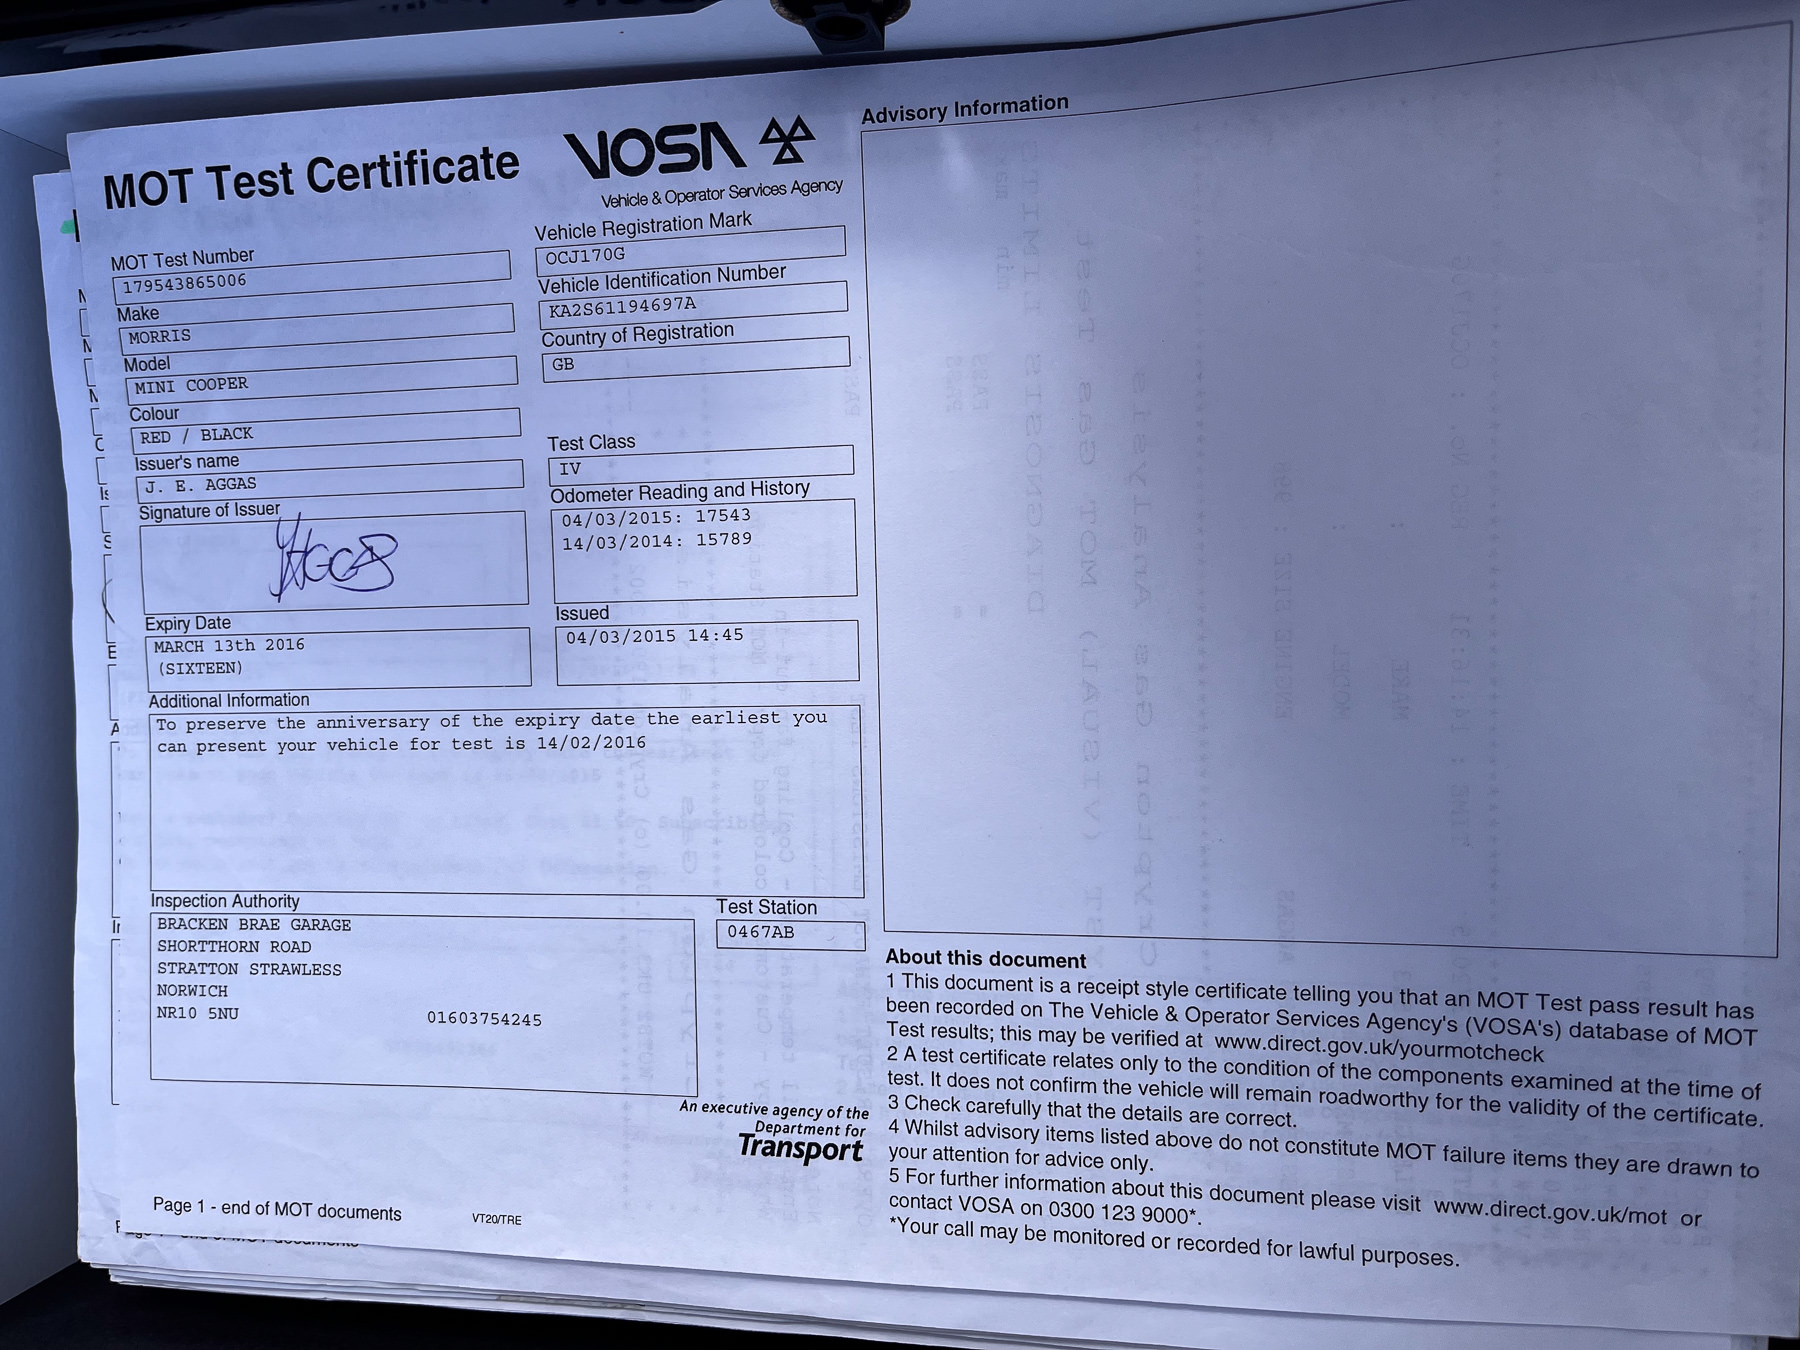 MOT Test Certificate
VOSA
Vehicle & Operator Services Agency
MOT Test Number
179543865006
Make
MORRIS
Model
MINI COOPER
Colour
RED / BLACK
Issuer's name
J. E. AGGAS
Signature of Issuer
Expiry Date
MARCH 13th 2016
(SIXTEEN)
Vehicle Registration Mark
OCJ170G
Vehicle Identification Number
KA2S61194697A
Country of Registration
GB
Test Class
IV
Odometer Reading and History
04/03/2015: 17543
14/03/2014: 15789
Issued
04/03/2015 14:45
Additional Information
To preserve the anniversary of the expiry date the earliest you
can present your vehicle for test is 14/02/2016
Inspection Authority
BRACKEN BRAE GARAGE
SHORTTHORN ROAD
STRATTON STRAWLESS
NORWICH
NR10 5NU 01603754245
Test Station
0467AB
An executive agency of the
Department for
Transport
Page 1 - end of MOT documents
VT20/TRE
Advisory Information
About this document
1 This document is a receipt style certificate telling you that an MOT Test pass result has
been recorded on The Vehicle & Operator Services Agency's (VOSA's) database of MOT
Test results; this may be verified at www.direct.gov.uk/yourmotcheck
2 A test certificate relates only to the condition of the components examined at the time of
test. It does not confirm the vehicle will remain roadworthy for the validity of the certificate.
3 Check carefully that the details are correct.
4 Whilst advisory items listed above do not constitute MOT failure items they are drawn to
your attention for advice only.
5 For further information about this document please visit www.direct.gov.uk/mot or
contact VOSA on 0300 123 9000*.
*Your call may be monitored or recorded for lawful purposes.